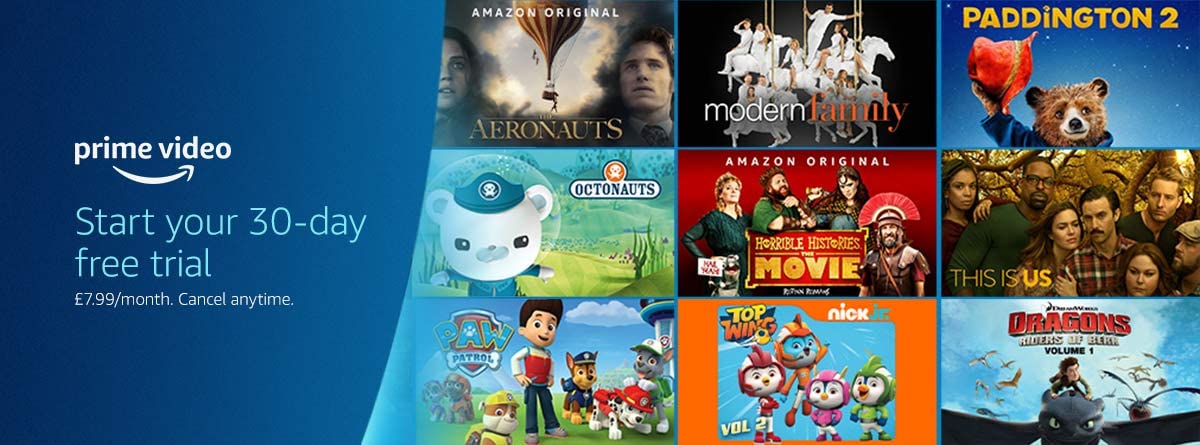 prime video
Start your 30-day
free trial
£7.99/month. Cancel anytime.
AMAZON ORIGINAL
THE
AERONAUTS
modern family
PADDINGTON 2
OCTONAUTS
AMAZON ORIGINAL
HAIL
YEAH!
HORRIBLE HISTORIES
THE
MOVIE
ROTTEN ROMANS
THIS IS US
PAW
PATROL
TOP
WING
nick jr.
VOL 2
DREAMWORKS
DRAGONS
RIDERS OF BERK
VOLUME 1